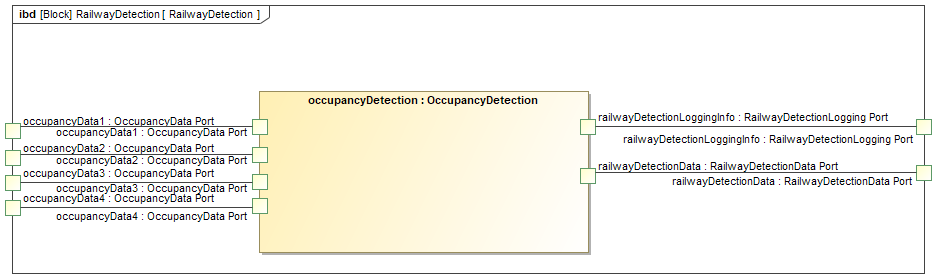 ibd [Block] RailwayDetection [ RailwayDetection ]
occupancyDetection : OccupancyDetection
occupancyData1 : OccupancyData Port
occupancyData1 : OccupancyData Port
occupancyData2 : OccupancyData Port
occupancyData2 : OccupancyData Port
occupancyData3 : OccupancyData Port
occupancyData3 : OccupancyData Port
occupancyData4 : OccupancyData Port
occupancyData4 : OccupancyData Port
railwayDetectionLoggingInfo : RailwayDetectionLogging Port
railwayDetectionLoggingInfo : RailwayDetectionLogging Port
railwayDetectionData : RailwayDetectionData Port
railwayDetectionData : RailwayDetectionData Port